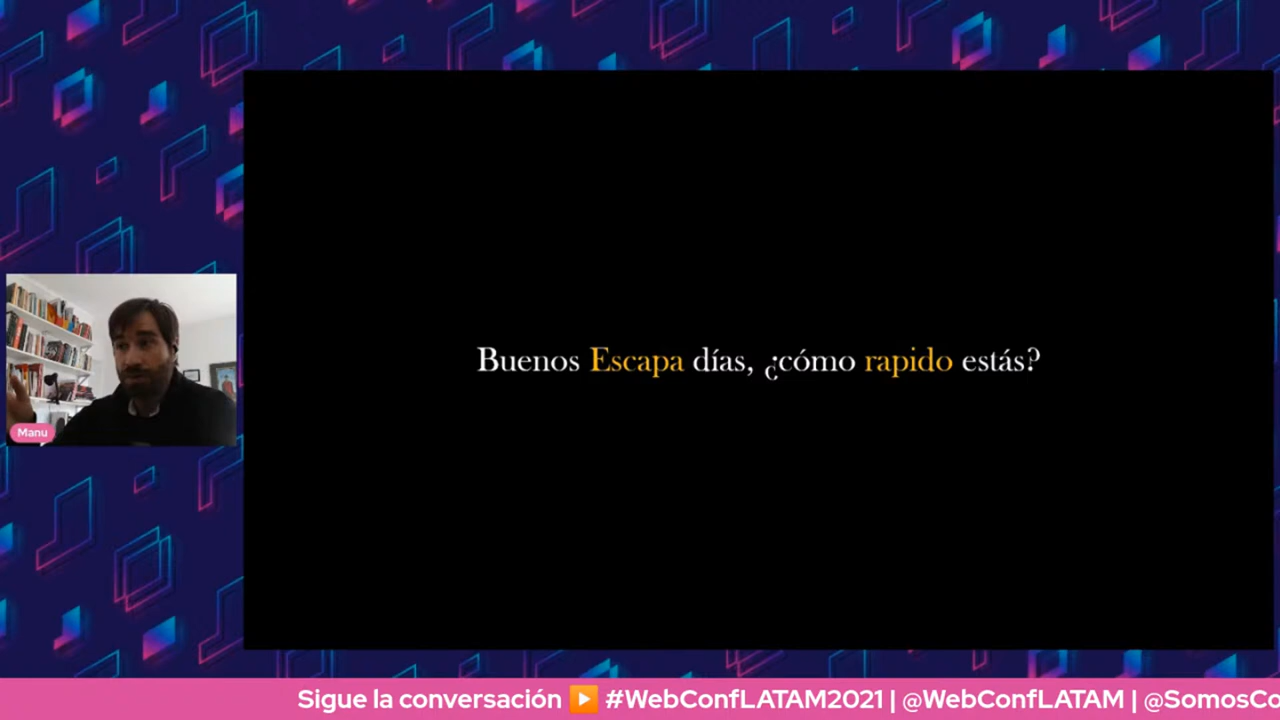 Buenos Escapa días, ¿cómo rapido estás?
Manu
Sigue la conversación ▶️ #WebConfLATAM2021 | @WebConfLATAM | @SomosCo